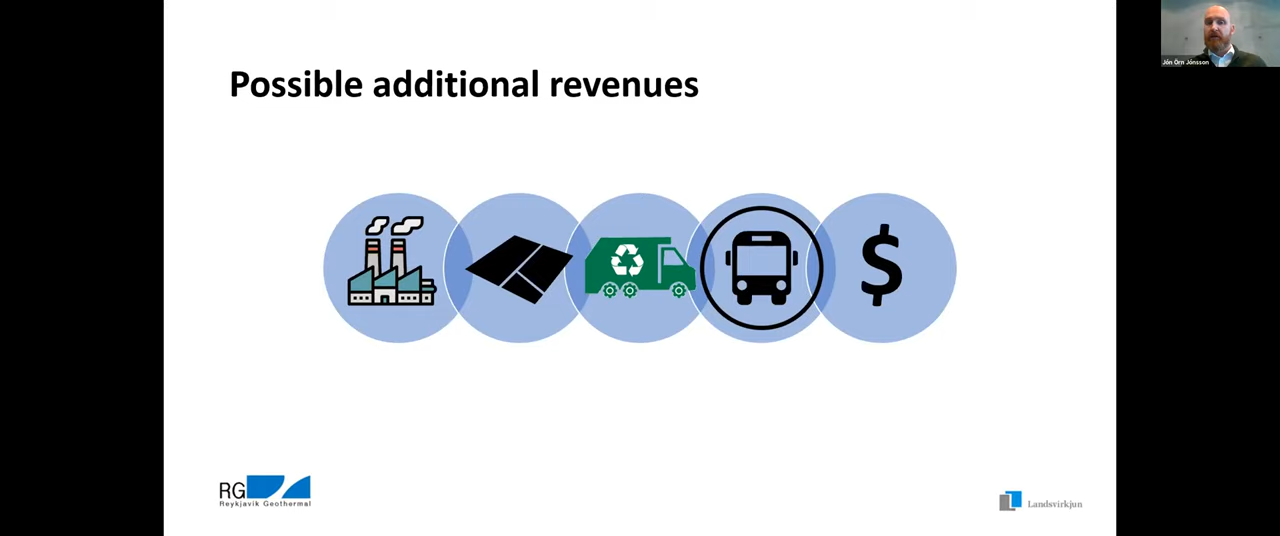 Jón Örn Jónsson
Possible additional revenues
$
RG
Reykjavik Geothermal
Landsvirkjun